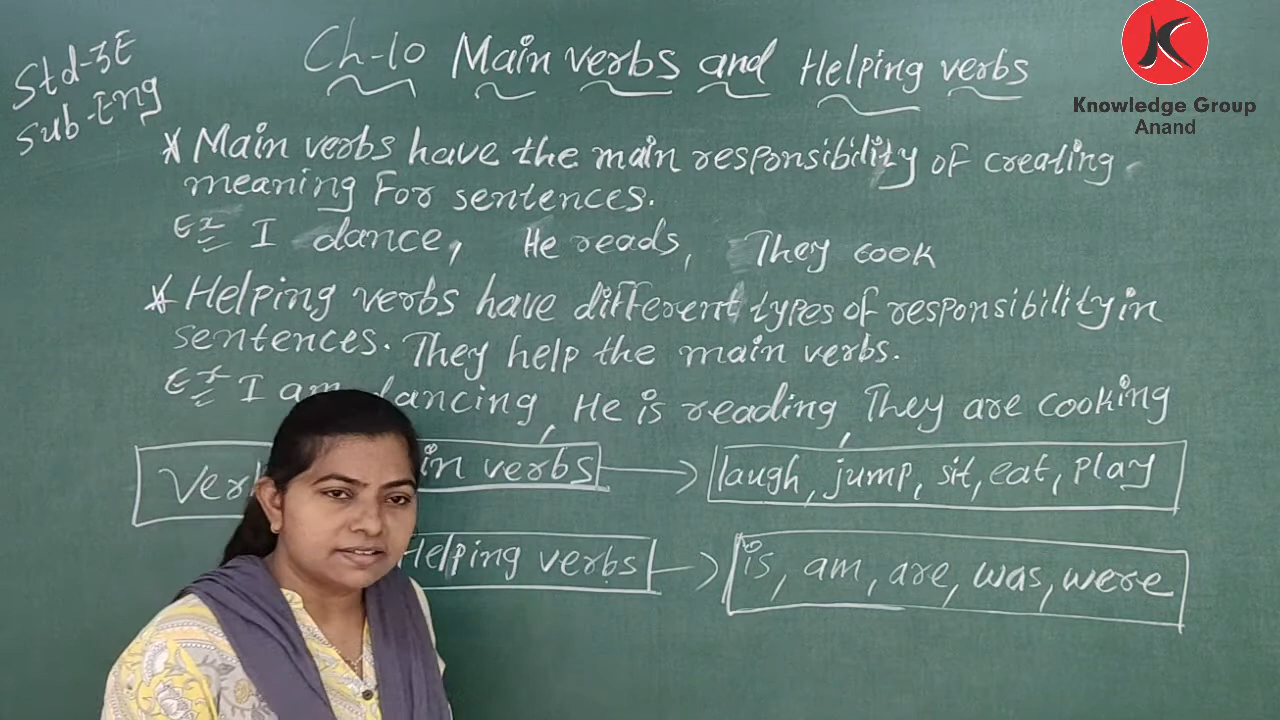 Std-3E
Sub-Eng
Ch-10 Main verbs and Helping verbs
Knowledge Group
Anand
* Main verbs have the main responsibility of creating
meaning For sentences.
Ex I dance, He reads, They cook
* Helping verbs have different types of responsibility in
sentences. They help the main verbs.
Ex I am dancing, He is reading, They are cooking
verbs laugh, jump, sit, eat, play
Helping verbs is, am, are, was, were